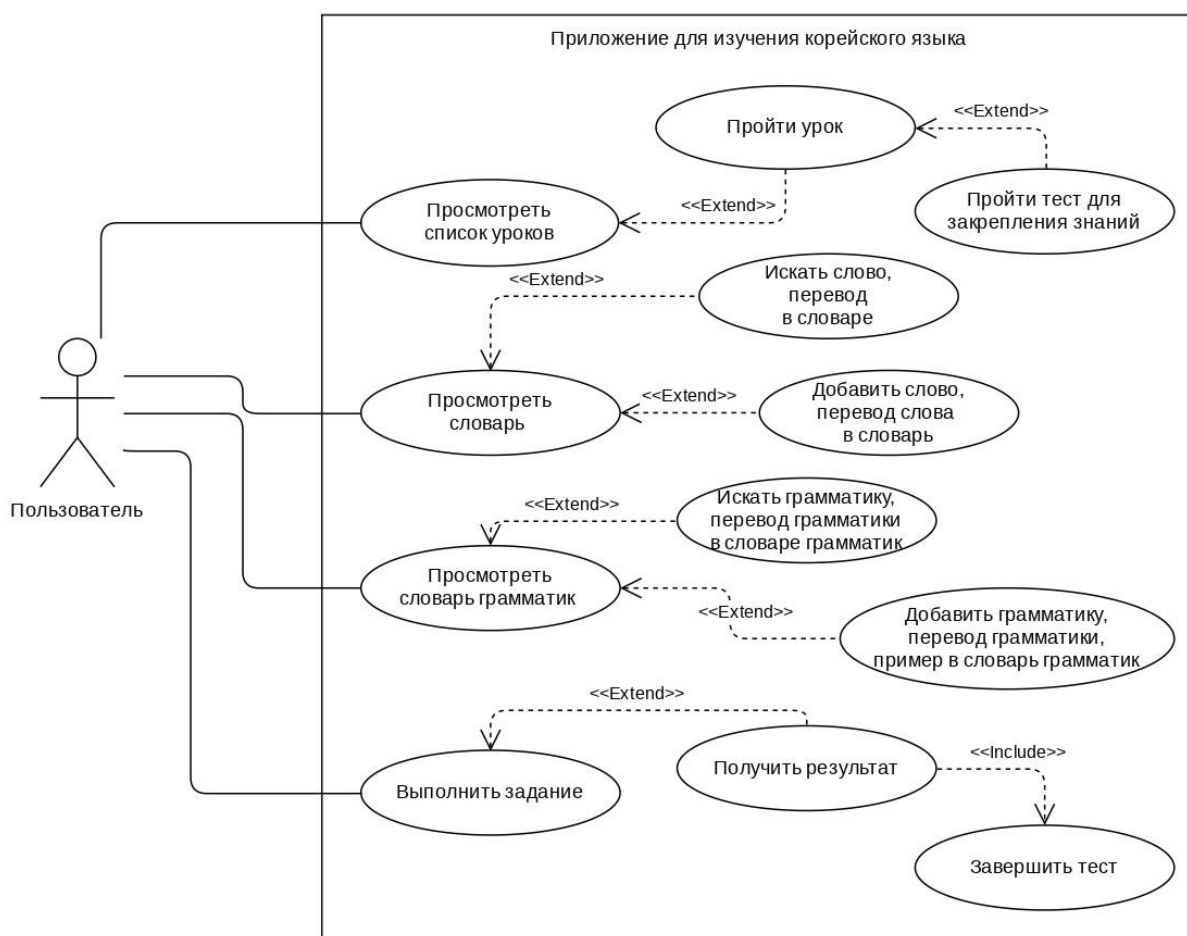 Приложение для изучения корейского языка
<<Extend>>
Пройти урок
<<Extend>>
Пройти тест для
закрепления знаний
Просмотреть
список уроков
<<Extend>>
Искать слово,
перевод
в словаре
<<Extend>>
Добавить слово,
перевод слова
в словарь
Просмотреть
словарь
Пользователь
<<Extend>>
Искать грамматику,
перевод грамматики
в словаре грамматик
Просмотреть
словарь грамматик
<<Extend>>
Добавить грамматику,
перевод грамматики,
пример в словарь грамматик
<<Extend>>
Выполнить задание
Получить результат
<<Include>>
Завершить тест